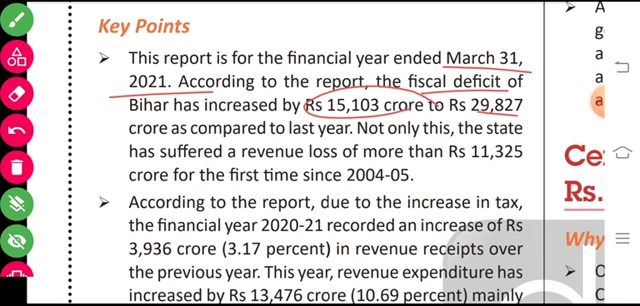 Key Points
➤ This report is for the financial year ended March 31,
2021. According to the report, the fiscal deficit of
Bihar has increased by Rs 15,103 crore to Rs 29,827
crore as compared to last year. Not only this, the state
has suffered a revenue loss of more than Rs 11,325
crore for the first time since 2004-05.
➤ According to the report, due to the increase in tax,
the financial year 2020-21 recorded an increase of Rs
3,936 crore (3.17 percent) in revenue receipts over
the previous year. This year, revenue expenditure has
increased by Rs 13,476 crore (10.69 percent) mainly
➤ A
g
a
a
a
Ce
Rs.
Why
➤